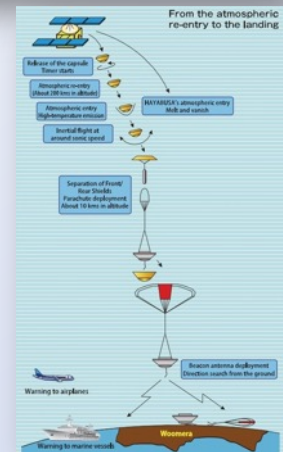 From the atmospheric
re-entry to the landing
Release of the capsule
Timer starts
Atmospheric re-entry
(About 200 kms in altitude)
HAYABUSA's atmospheric entry
Melt and vanish
Atmospheric entry
High-temperature emission
Inertial flight at
around sonic speed
Separation of Front/
Rear Shields
Parachute deployment
About 10 kms in altitude
Beacon antenna deployment
Direction search from the ground
Warning to airplanes
Woomera
Warning to marine vessels